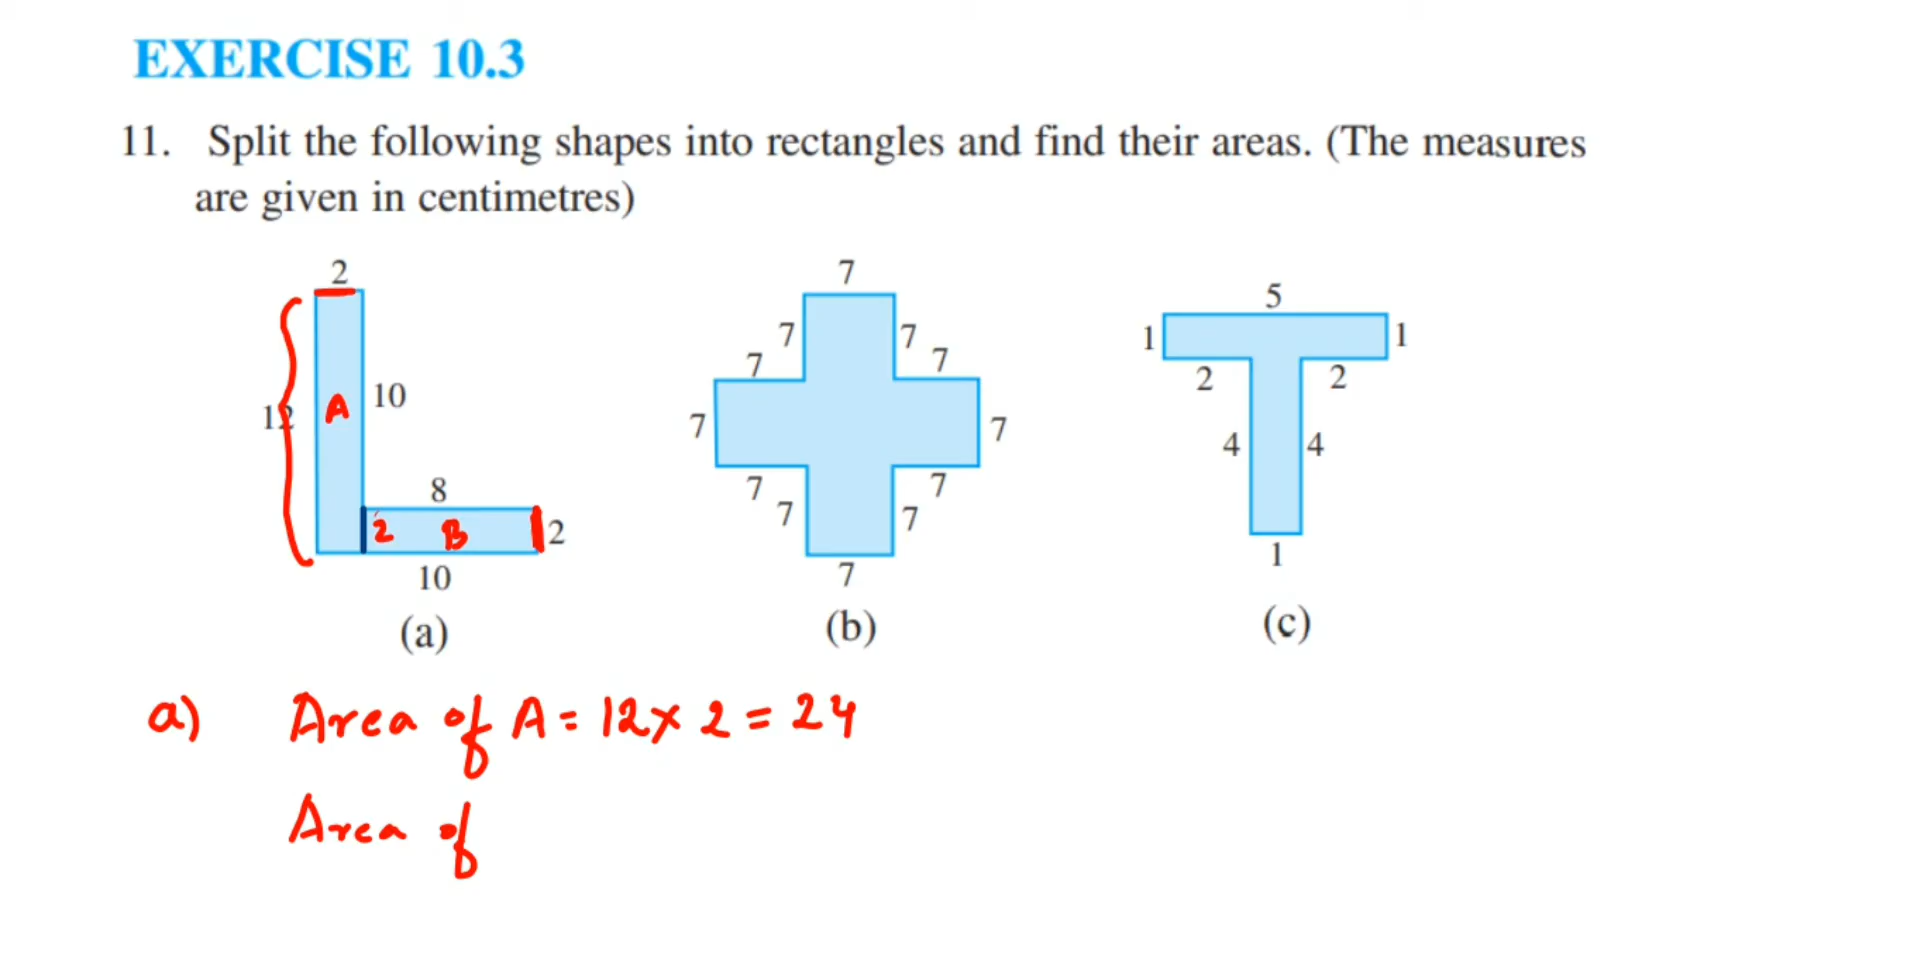 EXERCISE 10.3
11. Split the following shapes into rectangles and find their areas. (The measures
are given in centimetres)
2
12
A
10
8
2
B
2
10
(a)
7
7
7
7
7
7
7
7
7
7
7
7
(b)
5
1
1
2
2
4
4
1
(c)
a) Area of A = 12 x 2 = 24
Area of